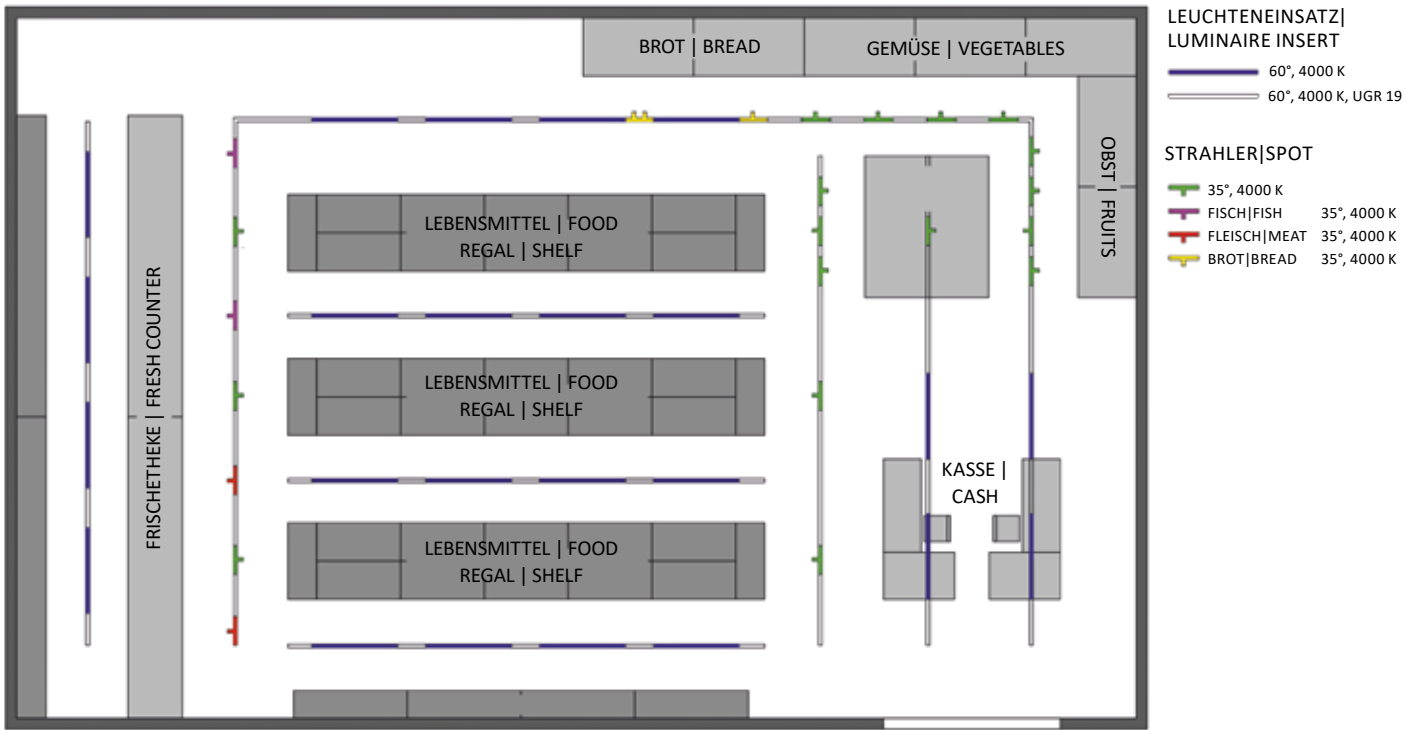 BROT | BREAD
GEMÜSE | VEGETABLES
OBST | FRUITS
FRISCHETHEKE | FRESH COUNTER
LEBENSMITTEL | FOOD
REGAL | SHELF
LEBENSMITTEL | FOOD
REGAL | SHELF
LEBENSMITTEL | FOOD
REGAL | SHELF
KASSE |
CASH
LEUCHTENEINSATZ|
LUMINAIRE INSERT
60°, 4000 K
60°, 4000 K, UGR 19
STRAHLER|SPOT
35°, 4000 K
FISCH|FISH 35°, 4000 K
FLEISCH|MEAT 35°, 4000 K
BROT|BREAD 35°, 4000 K